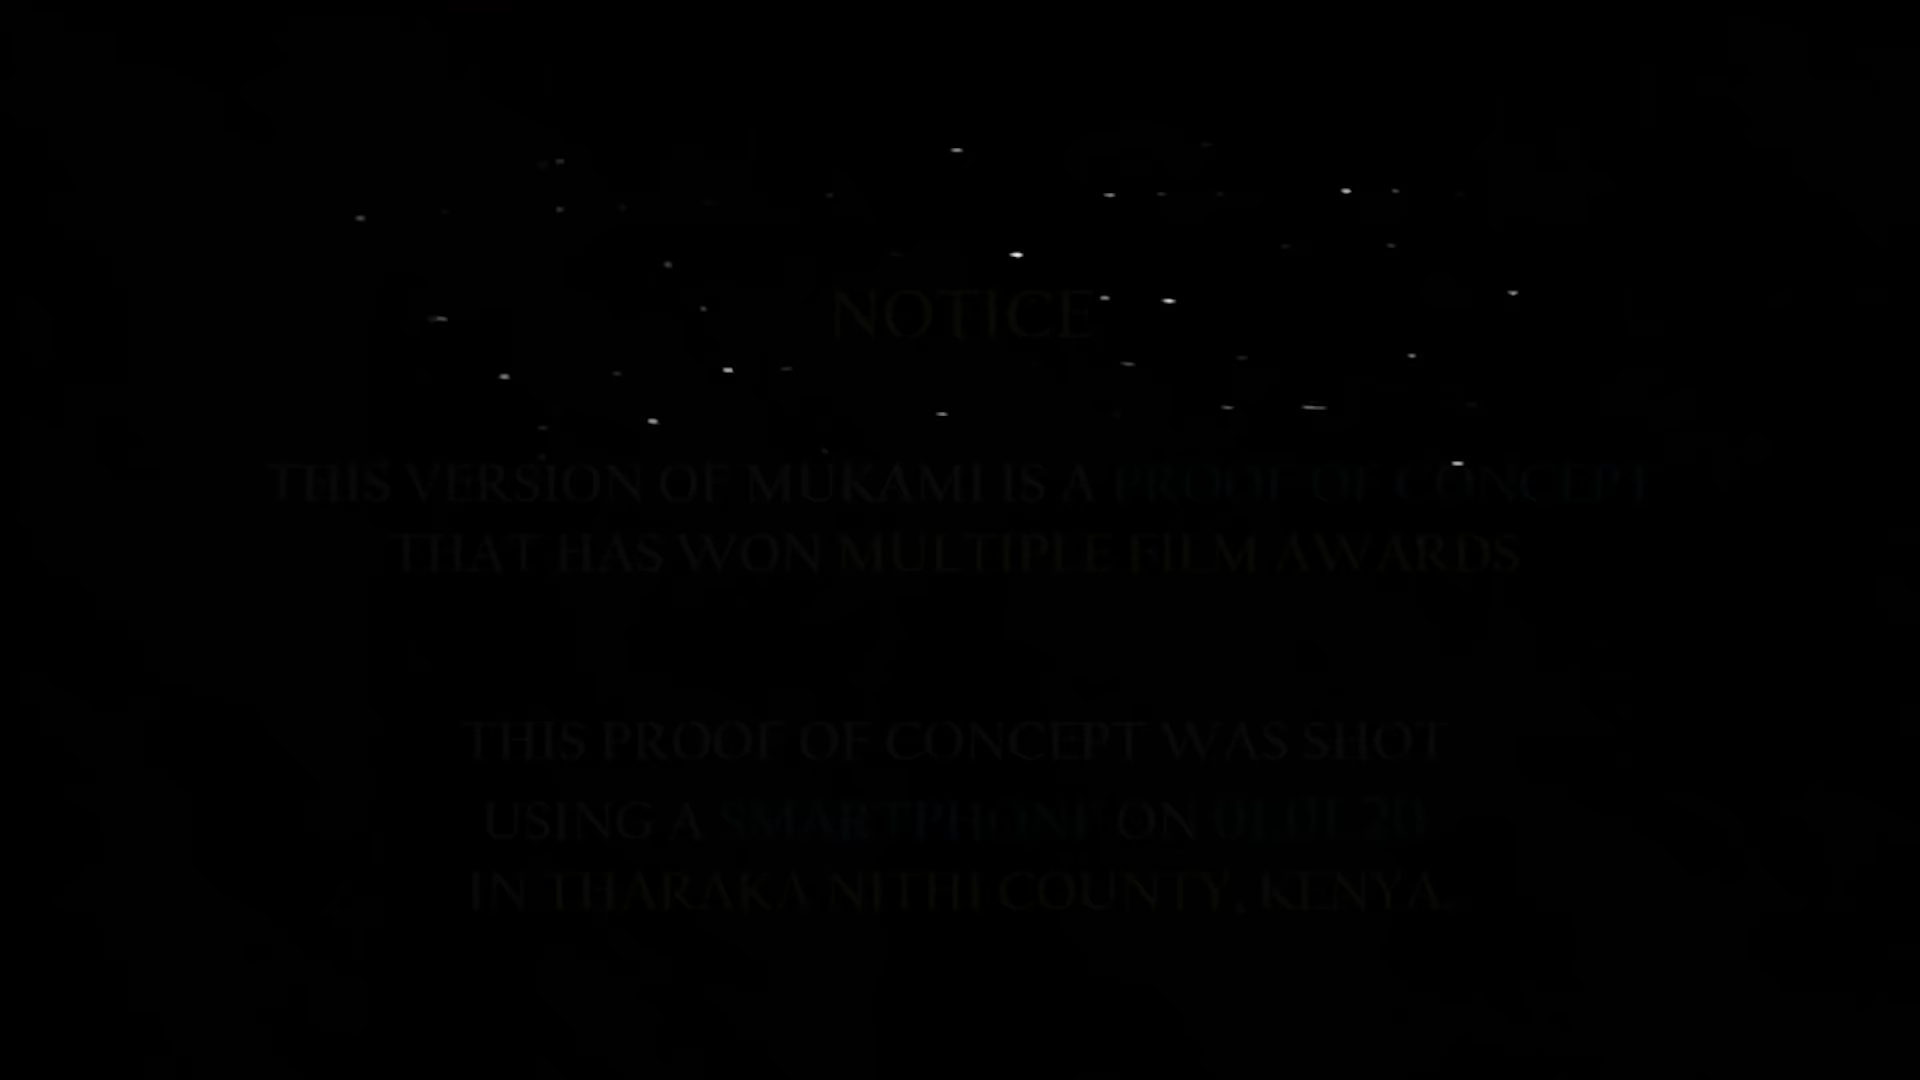 NOTICE
THIS VERSION OF MUKAMI IS A PROOF OF CONCEPT
THAT HAS WON MULTIPLE FILM AWARDS
THIS PROOF OF CONCEPT WAS SHOT
USING A SMARTPHONE ON
IN THARAKA NITHI COUNTY, KENYA.